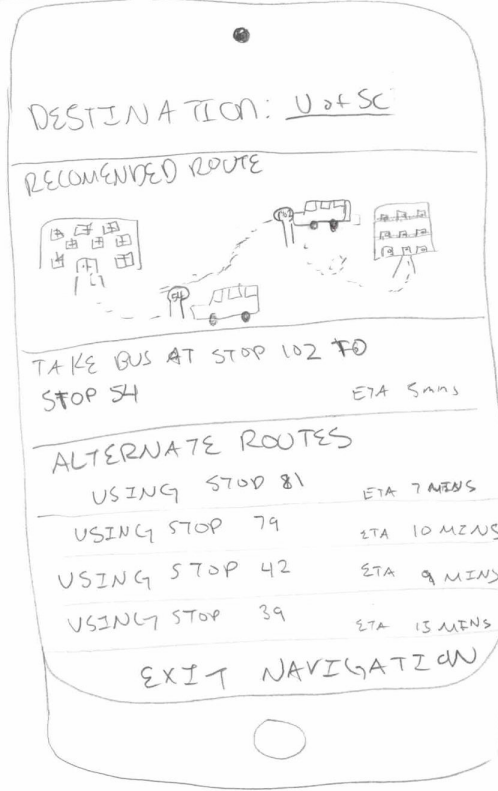 DESTINATION: U of SC
RECOMENDED ROUTE
102
54
TAKE BUS AT STOP 102 TO
STOP 54
ETA 5mins
ALTERNATE ROUTES
USING STOP 81 ETA 7 MINS
USING STOP 79 ETA 10 MINS
USING STOP 42 ETA 9 MINS
USING STOP 39 ETA 13 MINS
EXIT NAVIGATION